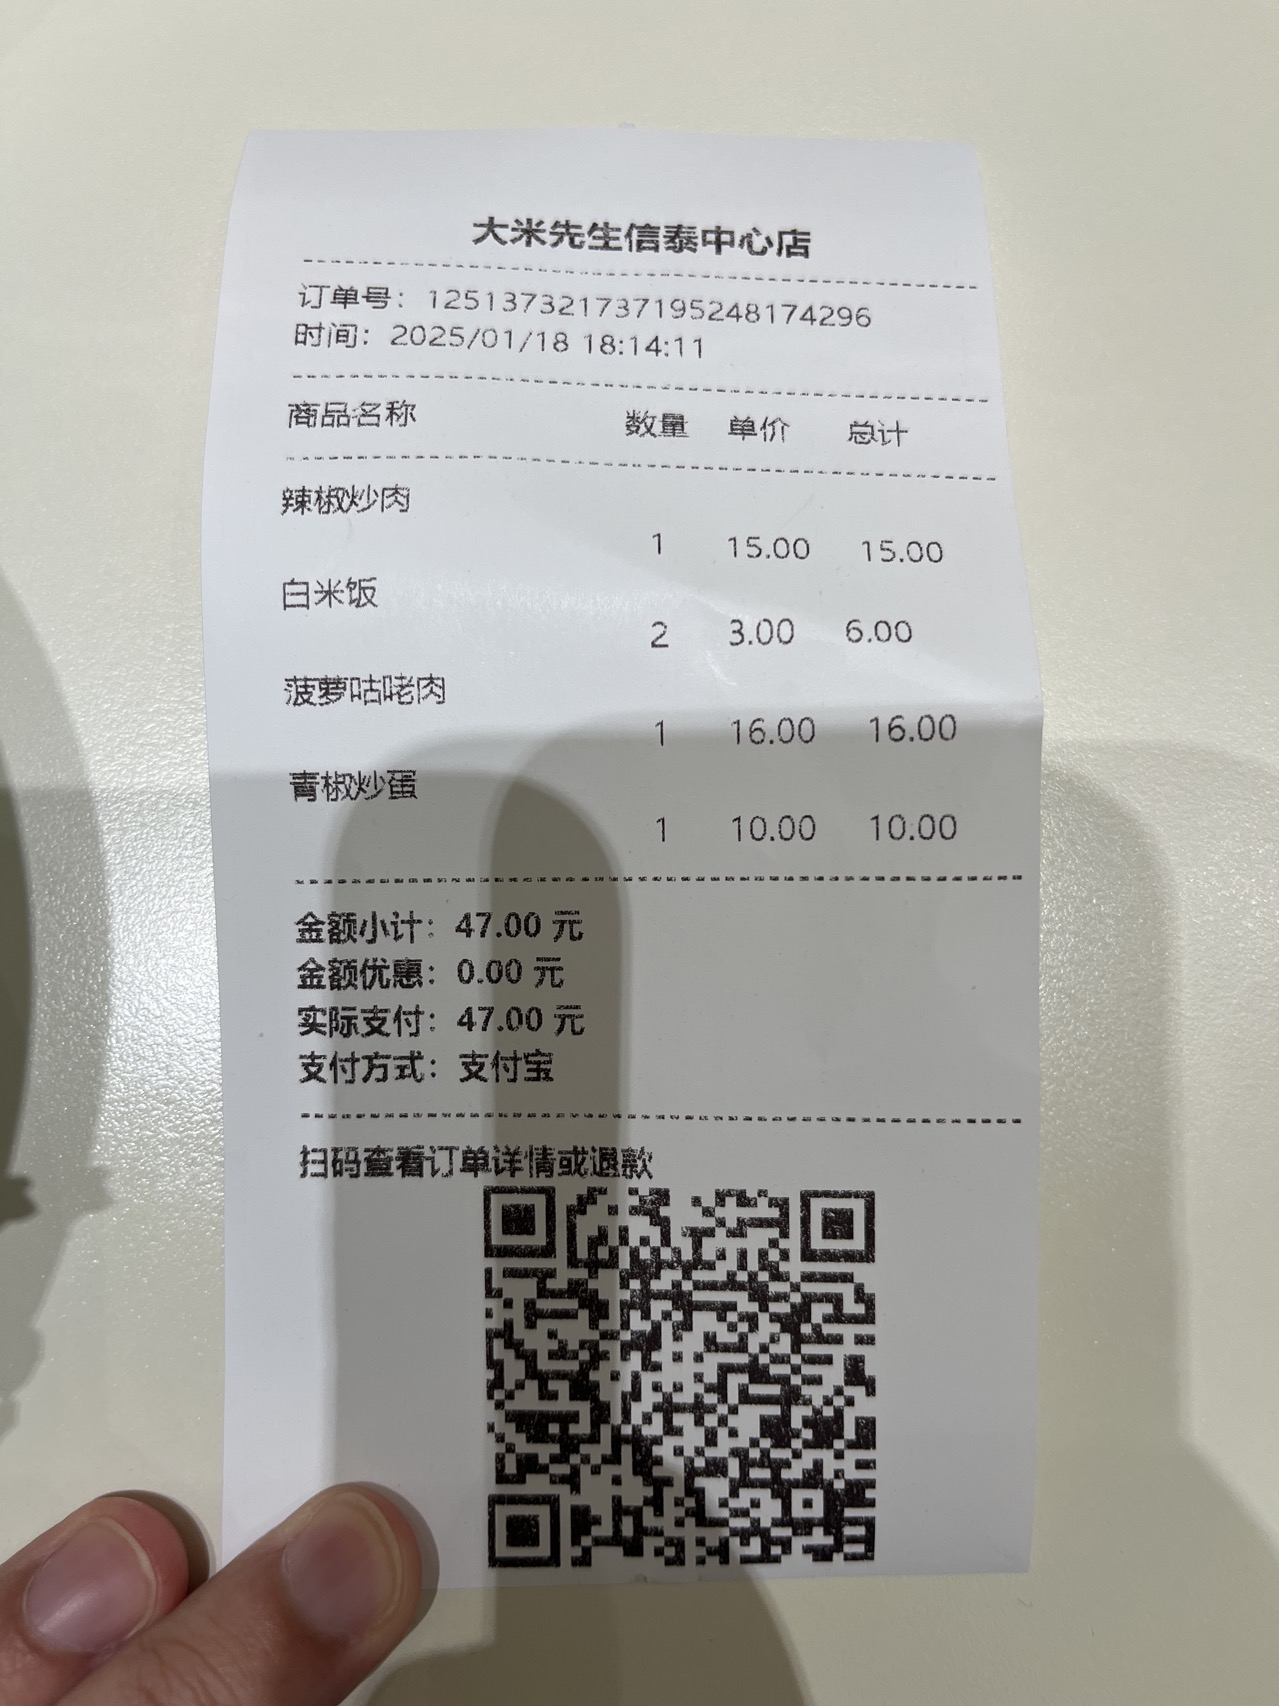 大米先生信泰中心店
订单号：1251373217371952481​74296
时间：2025/01/18 18:14:11
商品名称 数量 单价 总计
辣椒炒肉
1 15.00 15.00
白米饭
2 3.00 6.00
菠萝咕咾肉
1 16.00 16.00
青椒炒蛋
1 10.00 10.00
金额小计：47.00 元
金额优惠：0.00 元
实际支付：47.00 元
支付方式：支付宝
扫码查看订单详情或退款